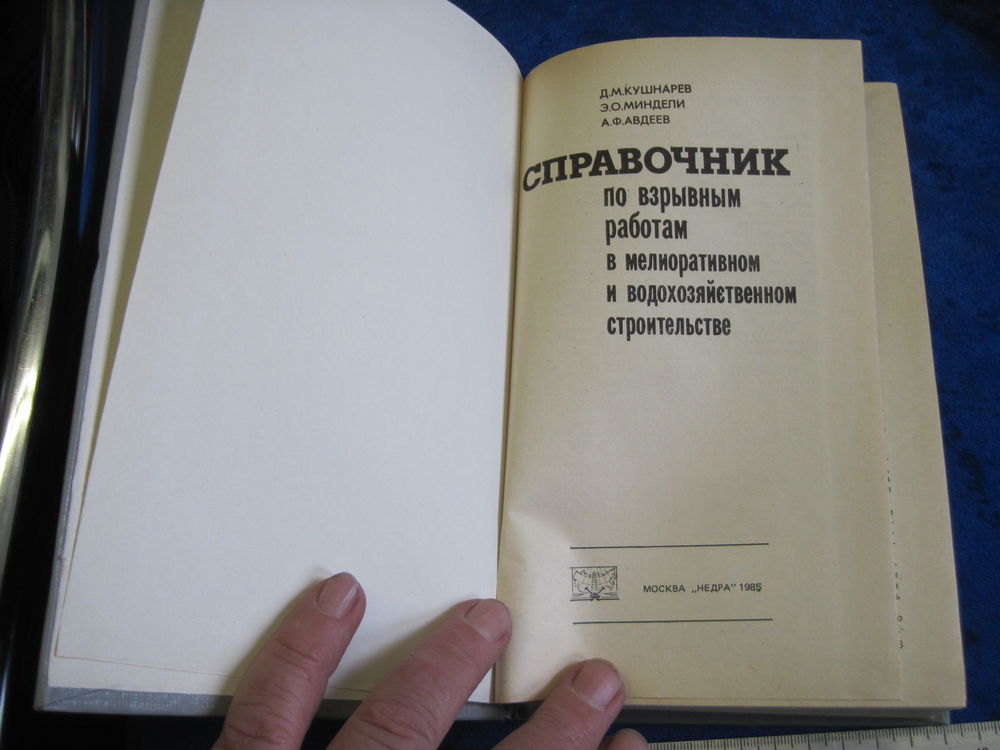 Д.М.КУШНАРЕВ
Э.О.МИНДЕЛИ
А.Ф.АВДЕЕВ
СПРАВОЧНИК
по взрывным
работам
в мелиоративном
и водохозяйственном
строительстве
МОСКВА „НЕДРА" 1985